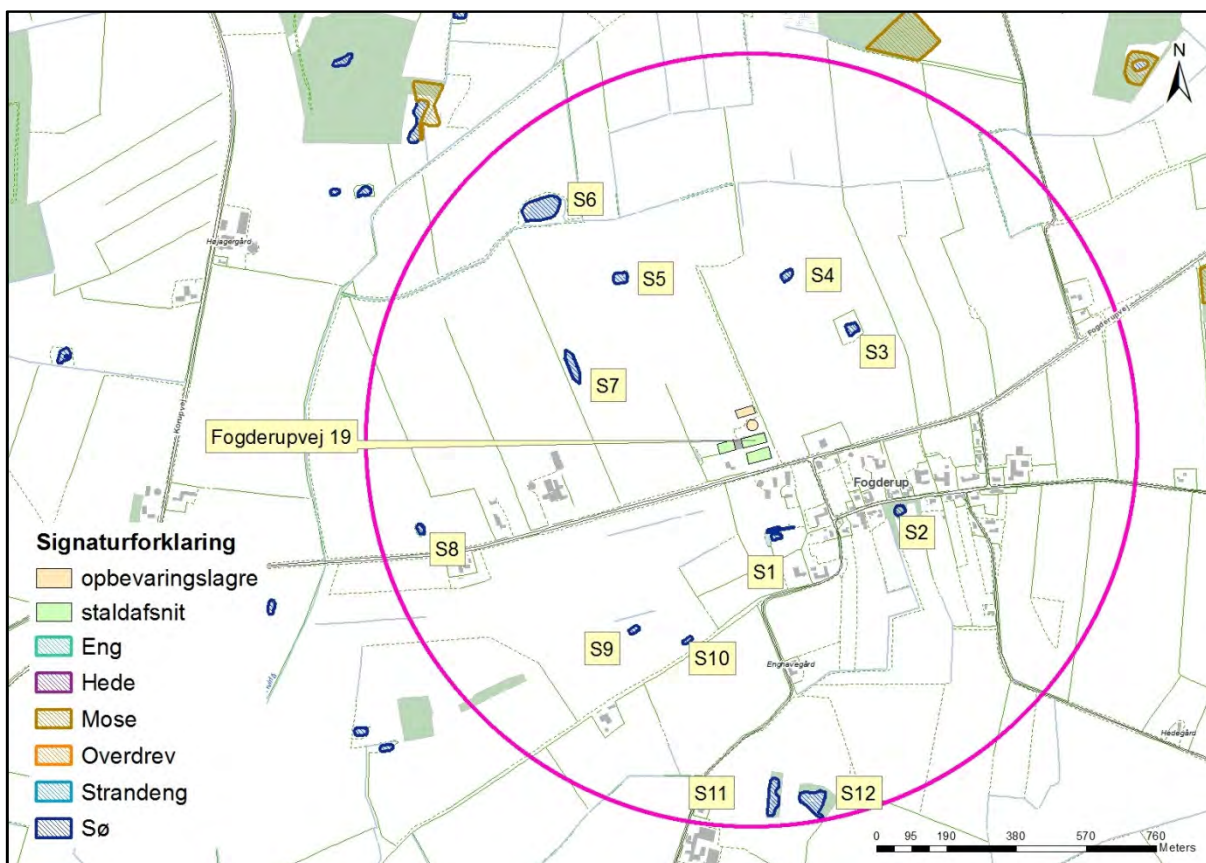 N
S6
Højagergård
S5
S4
S3
Fogderupvej
S7
Korupvej
Fogderupvej 19
Fogderup
Signaturforklaring
opbevaringslagre
staldafsnit
Eng
Hede
Mose
Overdrev
Strandeng
Sø
S8
S1
S2
S9
S10
Engnavegård
Hedegård
S11
S12
0 95 190 380 570 760
Meters